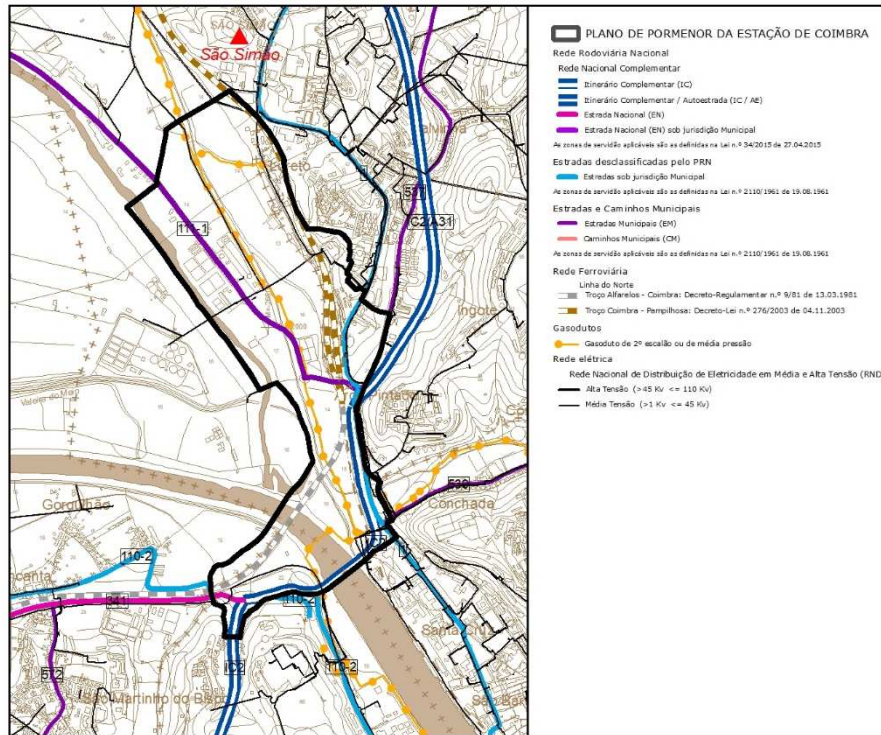 SÃO SIMÃO
São Simão
Loreto
537
C2/A31
111-1
Ingote
Conchada
110-2
341
IC2
IC2
110-2
110-2
Santa Cruz
572
São Martinho do Bispo
PLANO DE PORMENOR DA ESTAÇÃO DE COIMBRA
Rede Rodoviária Nacional
Rede Nacional Complementar
Itinerário Complementar (IC)
Itinerário Complementar / Autoestrada (IC / AE)
Estrada Nacional (EN)
Estrada Nacional (EN) sob jurisdição Municipal
As zonas de servidão aplicáveis são as definidas na Lei n.º 34/2015 de 27.04.2015
Estradas desclassificadas pelo PRN
Estradas sob jurisdição Municipal
As zonas de servidão aplicáveis são as definidas na Lei n.º 2110/1961 de 19.08.1961
Estradas e Caminhos Municipais
Estradas Municipais (EM)
Caminhos Municipais (CM)
As zonas de servidão aplicáveis são as definidas na Lei n.º 2110/1961 de 19.08.1961
Rede Ferroviária
Linha do Norte
Troço Alfarelos - Coimbra: Decreto-Regulamentar n.º 9/81 de 13.03.1981
Troço Coimbra - Pampilhosa: Decreto-Lei n.º 276/2003 de 04.11.2003
Gasodutos
Gasoduto de 2º escalão ou de média pressão
Rede elétrica
Rede Nacional de Distribuição de Eletricidade em Média e Alta Tensão (RND
Alta Tensão (>45 Kv <= 110 Kv)
Média Tensão (>1 Kv <= 45 Kv)